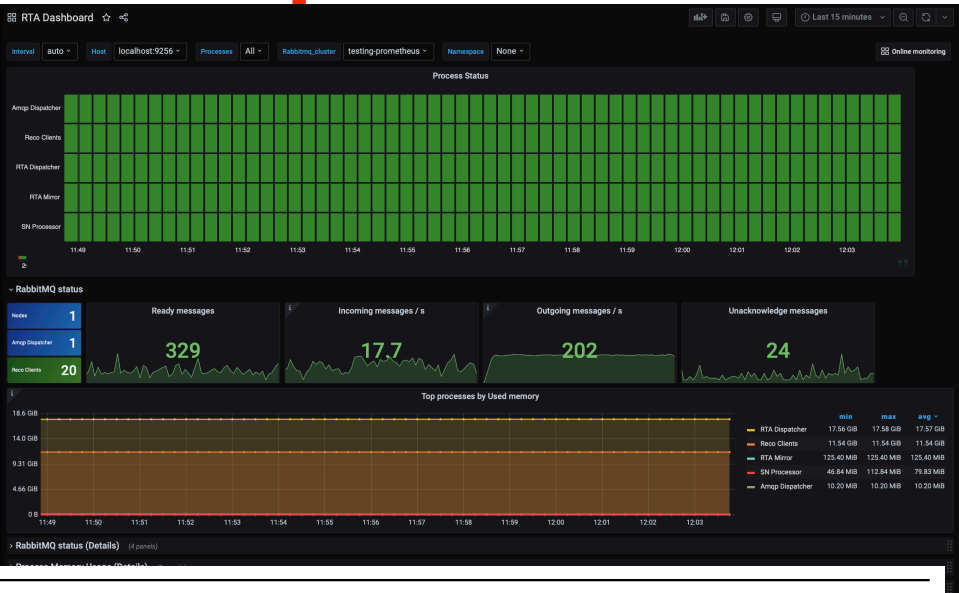 RTA Dashboard
Last 15 minutes
Interval auto Host localhost:9256 Processes All Rabbitmq_cluster testing-prometheus Namespace None Online monitoring
Process Status
Amqp Dispatcher
Reco Clients
RTA Dispatcher
RTA Mirror
SN Processor
11:49 11:50 11:51 11:52 11:53 11:54 11:55 11:56 11:57 11:58 11:59 12:00 12:01 12:02 12:03
RabbitMQ status
Nodes 1
Amqp Dispatcher 1
Reco Clients 20
Ready messages
329
Incoming messages / s
17.7
Outgoing messages / s
202
Unacknowledge messages
24
Top processes by Used memory
18.6 GiB
14.0 GiB
9.31 GiB
4.66 GiB
0 B
11:49 11:50 11:51 11:52 11:53 11:54 11:55 11:56 11:57 11:58 11:59 12:00 12:01 12:02 12:03
min max avg
RTA Dispatcher 17.56 GiB 17.58 GiB 17.57 GiB
Reco Clients 11.54 GiB 11.54 GiB 11.54 GiB
RTA Mirror 125.40 MiB 125.40 MiB 125.40 MiB
SN Processor 46.84 MiB 112.84 MiB 79.83 MiB
Amqp Dispatcher 10.20 MiB 10.20 MiB 10.20 MiB
RabbitMQ status (Details) (4 panels)